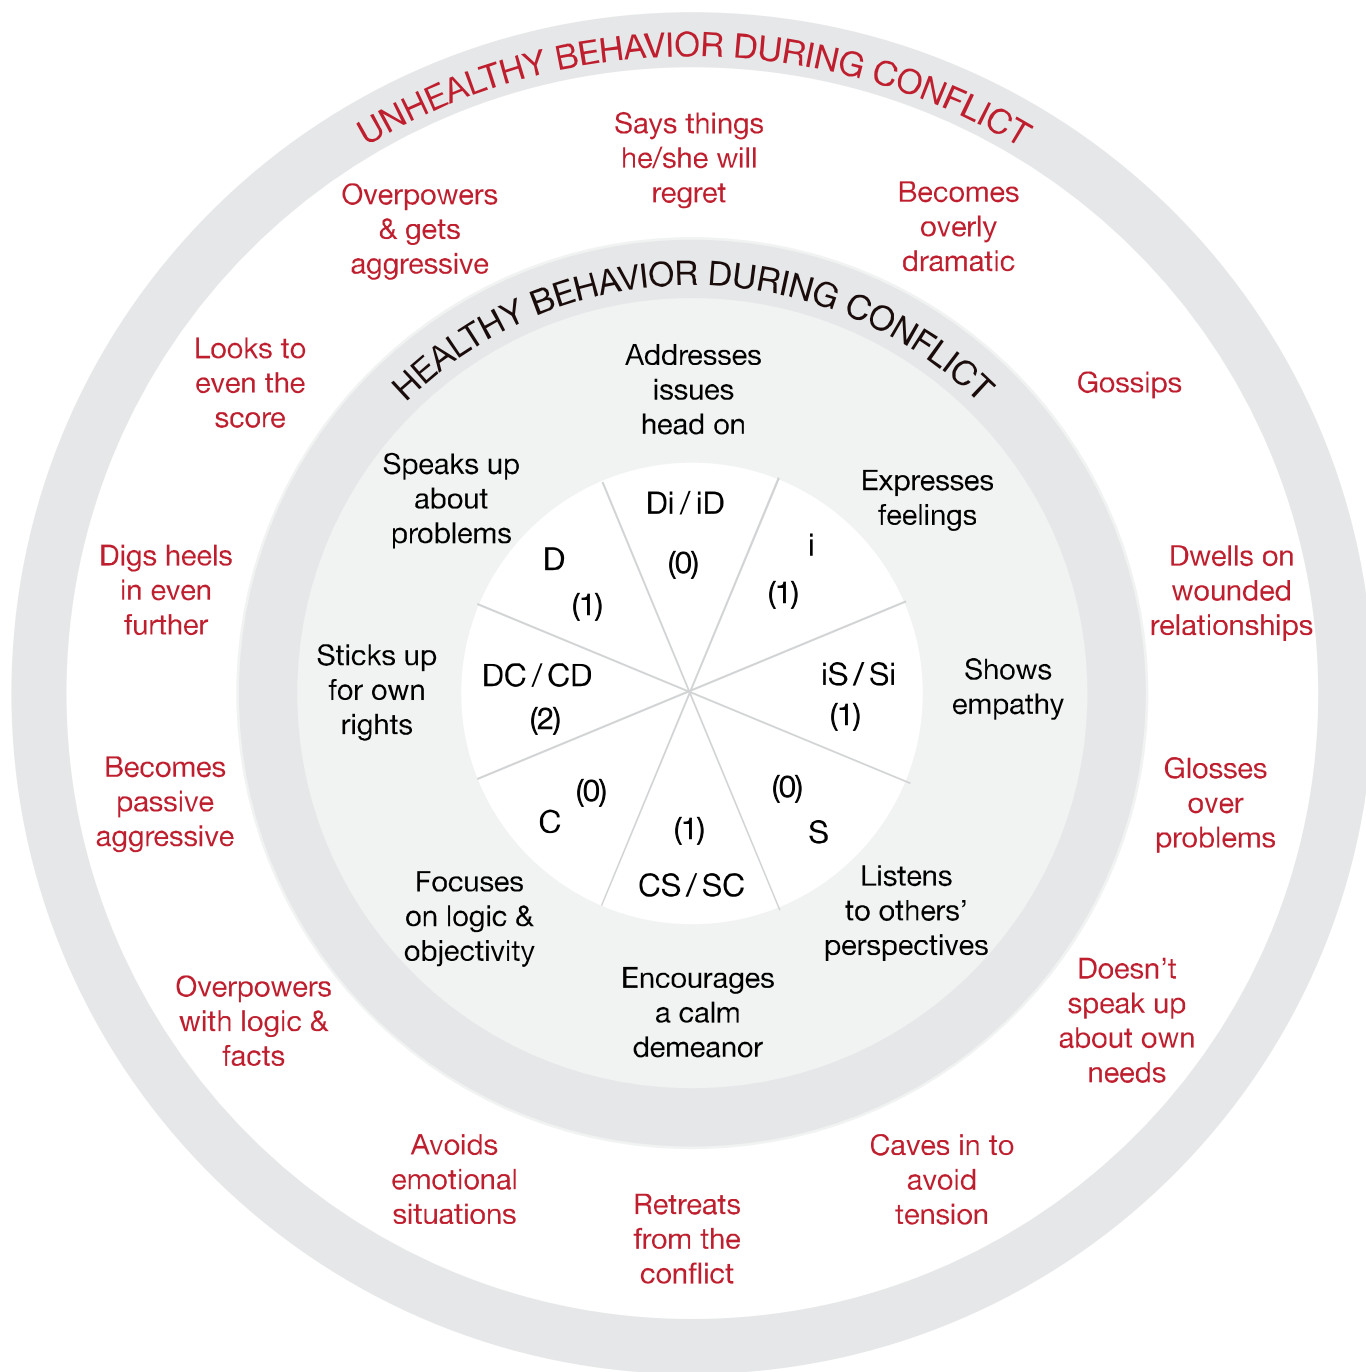 UNHEALTHY BEHAVIOR DURING CONFLICT
Says things
he/she will
regret
Becomes
overly
dramatic
Gossips
Dwells on
wounded
relationships
Glosses
over
problems
Doesn’t
speak up
about own
needs
Caves in to
avoid
tension
Retreats
from the
conflict
Avoids
emotional
situations
Overpowers
with logic &
facts
Becomes
passive
aggressive
Digs heels
in even
further
Looks to
even the
score
Overpowers
& gets
aggressive
HEALTHY BEHAVIOR DURING CONFLICT
Addresses
issues
head on
Expresses
feelings
Shows
empathy
Listens
to others’
perspectives
Encourages
a calm
demeanor
Focuses
on logic &
objectivity
Sticks up
for own
rights
Speaks up
about
problems
Di / iD
(0)
i
(1)
iS / Si
(1)
(0)
S
(1)
CS / SC
(0)
C
DC / CD
(2)
D
(1)